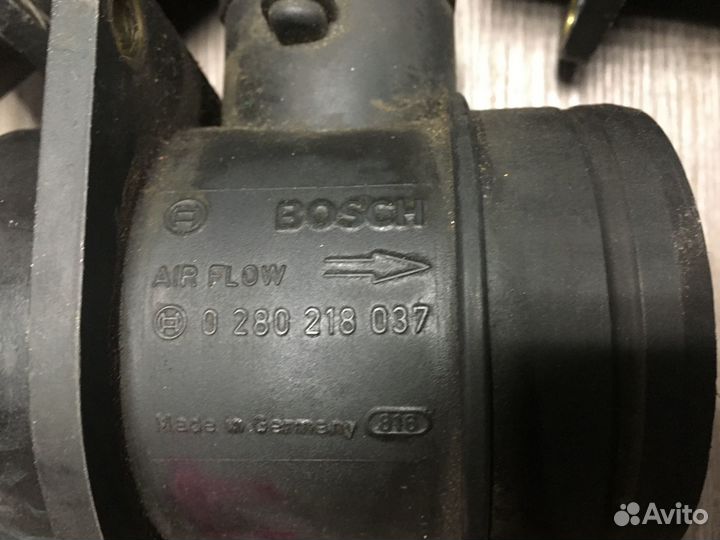 BOSCH
AIR FLOW
0 280 218 037
Made in Germany 816
Avito